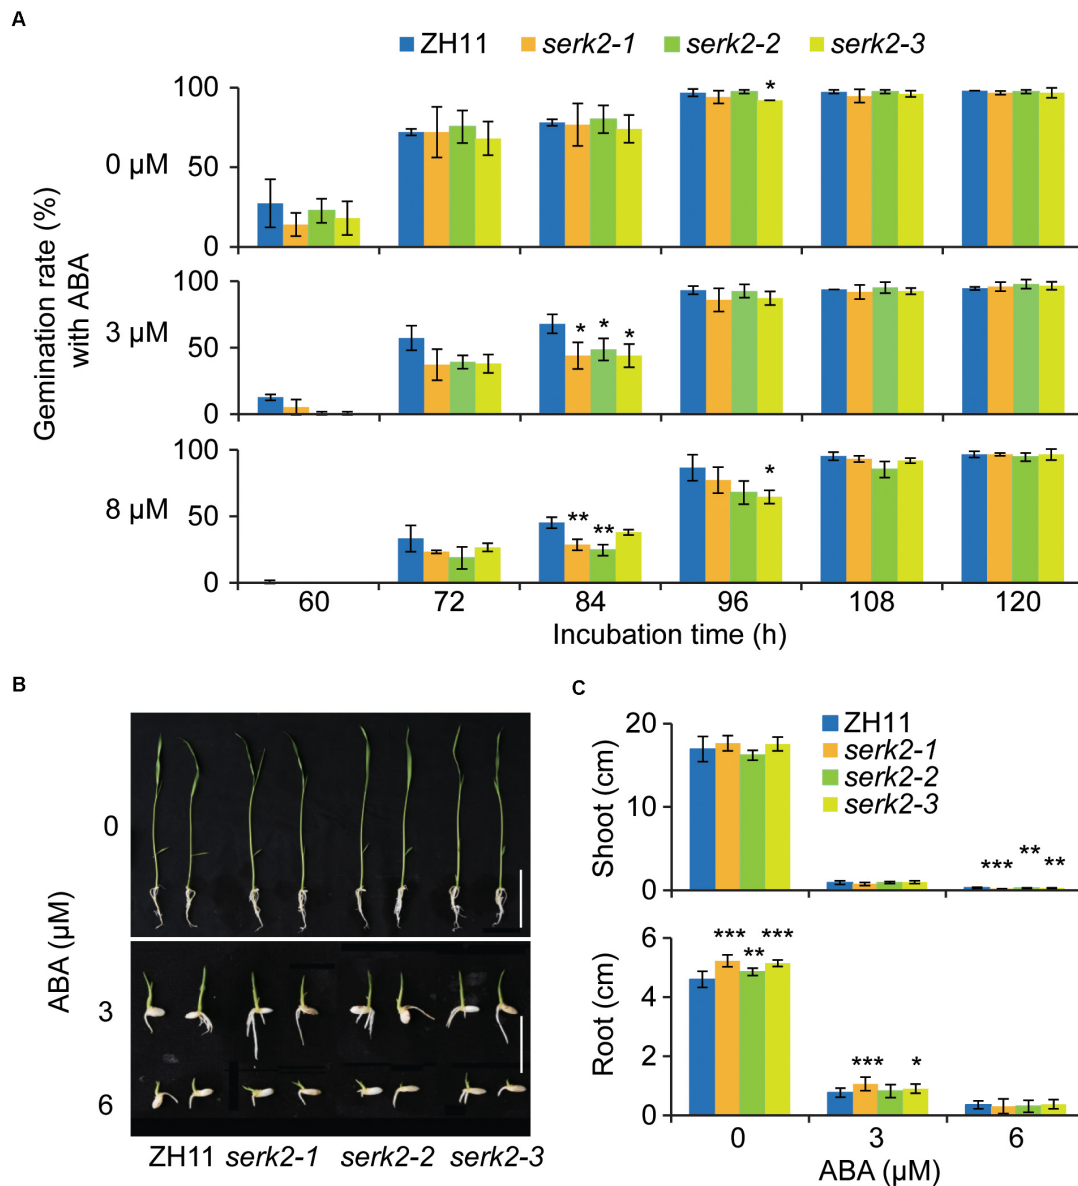 A
ZH11 serk2-1 serk2-2 serk2-3
Gemination rate (%)
with ABA
0 µM
100
50
0
*
3 µM
100
50
0
* * *
8 µM
100
50
0
** ** *
60 72 84 96 108 120
Incubation time (h)
B
ABA (µM)
0
3
6
ZH11 serk2-1 serk2-2 serk2-3
C
ZH11
serk2-1
serk2-2
serk2-3
Shoot (cm)
20
10
0
*** ** **
Root (cm)
6
4
2
0
*** ** ***
*** *
0 3 6
ABA (µM)